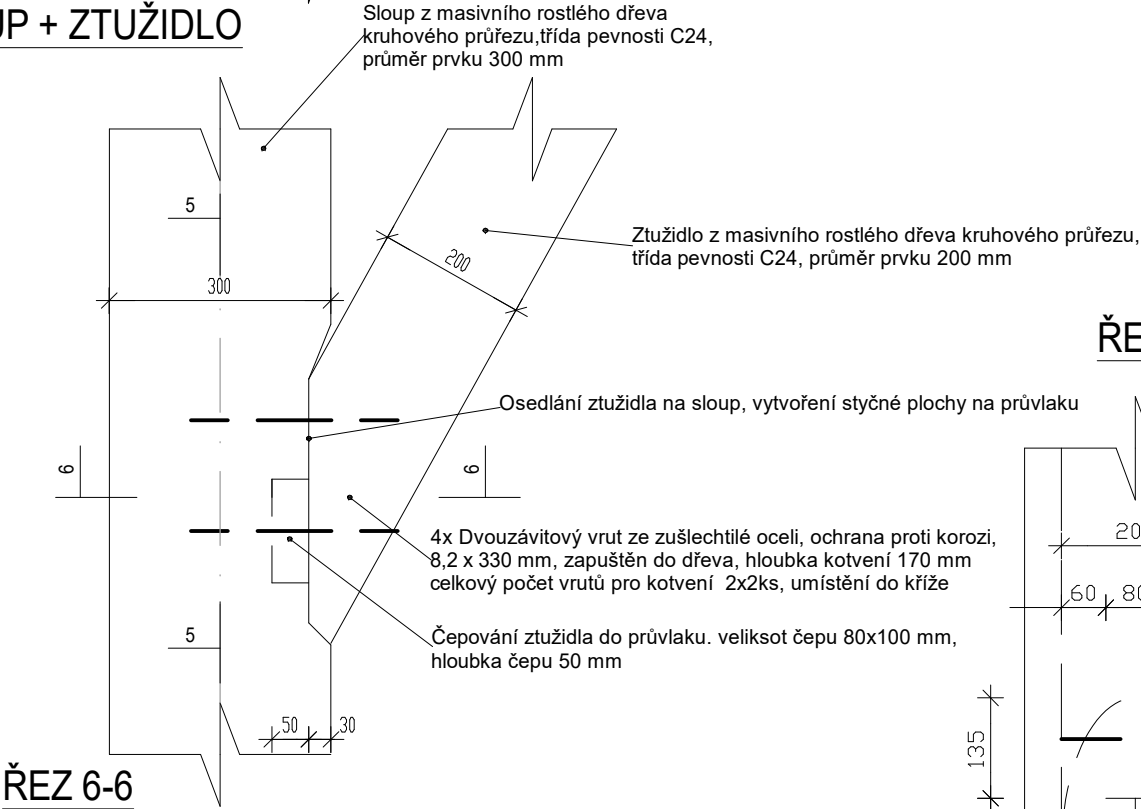 UP + ZTUŽIDLO
Sloup z masivního rostlého dřeva
kruhového průřezu,třída pevnosti C24,
průměr prvku 300 mm
5
300
200
Ztužidlo z masivního rostlého dřeva kruhového průřezu,
třída pevnosti C24, průměr prvku 200 mm
ŘE
Osedlání ztužidla na sloup, vytvoření styčné plochy na průvlaku
6
6
4x Dvouzávitový vrut ze zušlechtilé oceli, ochrana proti korozi,
8,2 x 330 mm, zapuštěn do dřeva, hloubka kotvení 170 mm
celkový počet vrutů pro kotvení 2x2ks, umístění do kříže
20
60
80
5
Čepování ztužidla do průvlaku. veliksot čepu 80x100 mm,
hloubka čepu 50 mm
50
30
135
ŘEZ 6-6